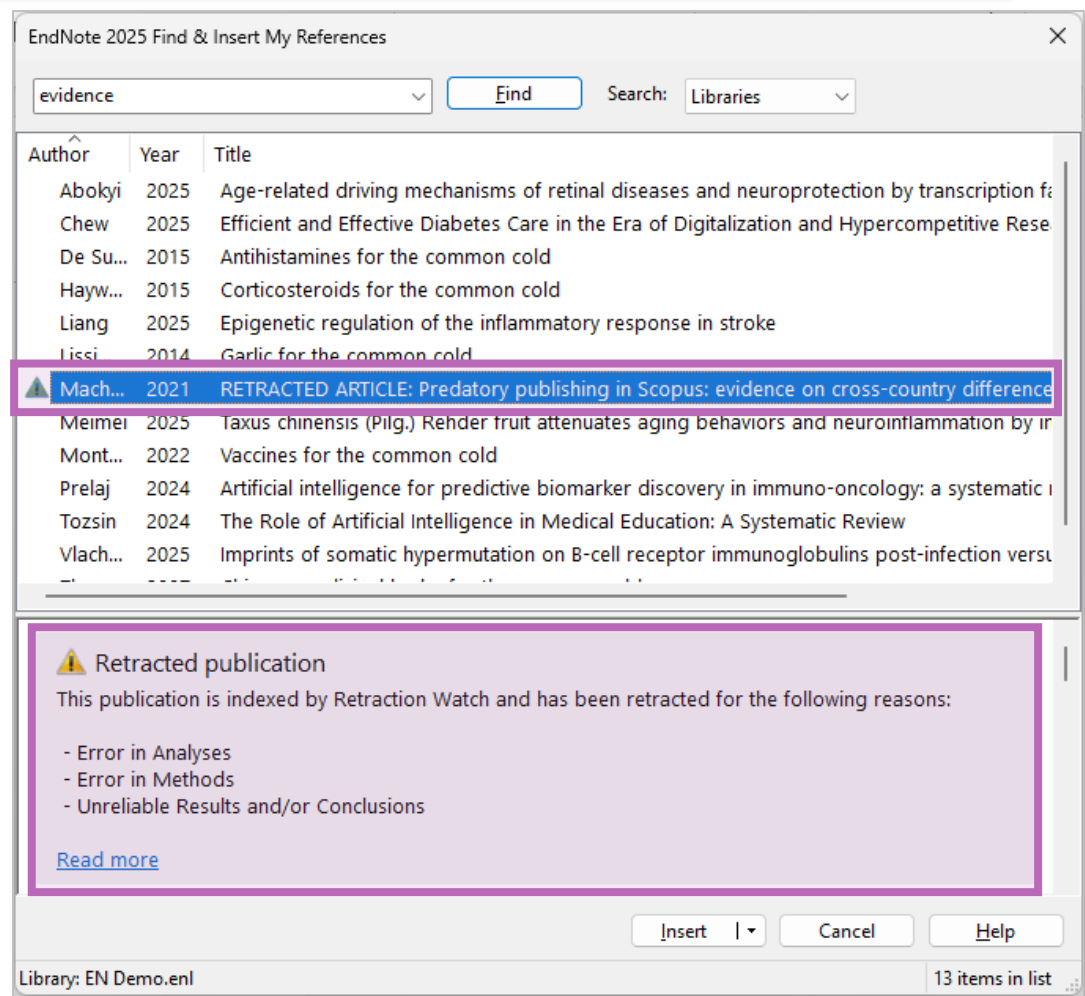 EndNote 2025 Find & Insert My References
evidence Find Search: Libraries
Author Year Title
Abokyi 2025 Age-related driving mechanisms of retinal diseases and neuroprotection by transcription fa
Chew 2025 Efficient and Effective Diabetes Care in the Era of Digitalization and Hypercompetitive Rese
De Su... 2015 Antihistamines for the common cold
Hayw... 2015 Corticosteroids for the common cold
Liang 2025 Epigenetic regulation of the inflammatory response in stroke
Lissi... 2014 Garlic for the common cold
Mach... 2021 RETRACTED ARTICLE: Predatory publishing in Scopus: evidence on cross-country difference
Meimei 2025 Taxus chinensis (Pilg.) Rehder fruit attenuates aging behaviors and neuroinflammation by in
Mont... 2022 Vaccines for the common cold
Prelaj 2024 Artificial intelligence for predictive biomarker discovery in immuno-oncology: a systematic
Tozsin 2024 The Role of Artificial Intelligence in Medical Education: A Systematic Review
Vlach... 2025 Imprints of somatic hypermutation on B-cell receptor immunoglobulins post-infection versu
Retracted publication
This publication is indexed by Retraction Watch and has been retracted for the following reasons:
- Error in Analyses
- Error in Methods
- Unreliable Results and/or Conclusions
Read more
Insert Cancel Help
Library: EN Demo.enl 13 items in list